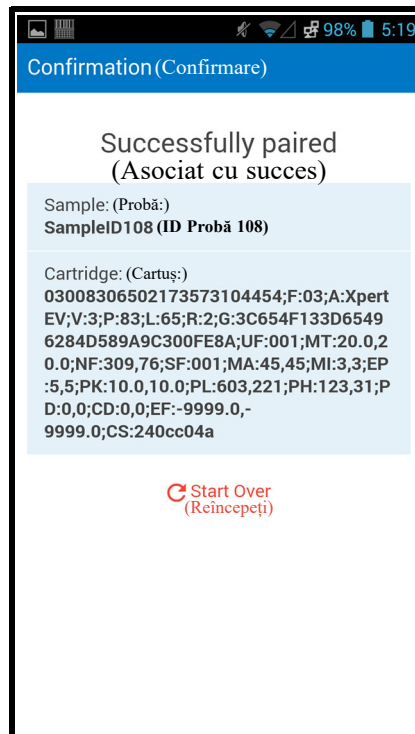 98% 5:19
Confirmation (Confirmare)
Successfully paired
(Asociat cu succes)
Sample: (Probă:)
SampleID108 (ID Probă 108)
Cartridge: (Cartuș:)
03008306502173573104454;F:03;A:Xpert
EV;V:3;P:83;L:65;R:2;G:3C654F133D6549
6284D589A9C300FE8A;UF:001;MT:20.0,2
0.0;NF:309,76;SF:001;MA:45,45;MI:3,3;EP
:5,5;PK:10.0,10.0;PL:603,221;PH:123,31;P
D:0,0;CD:0,0;EF:-9999.0,-
9999.0;CS:240cc04a
Start Over
(Reîncepeți)